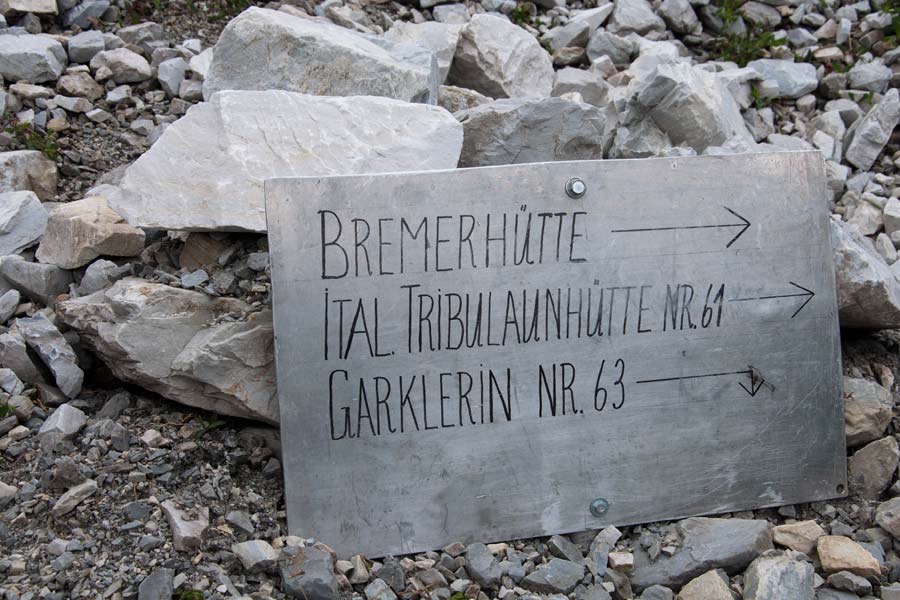 BREMERHÜTTE →
ITAL. TRIBULAUNHÜTTE NR. 61 →
GARKLERIN NR. 63 →